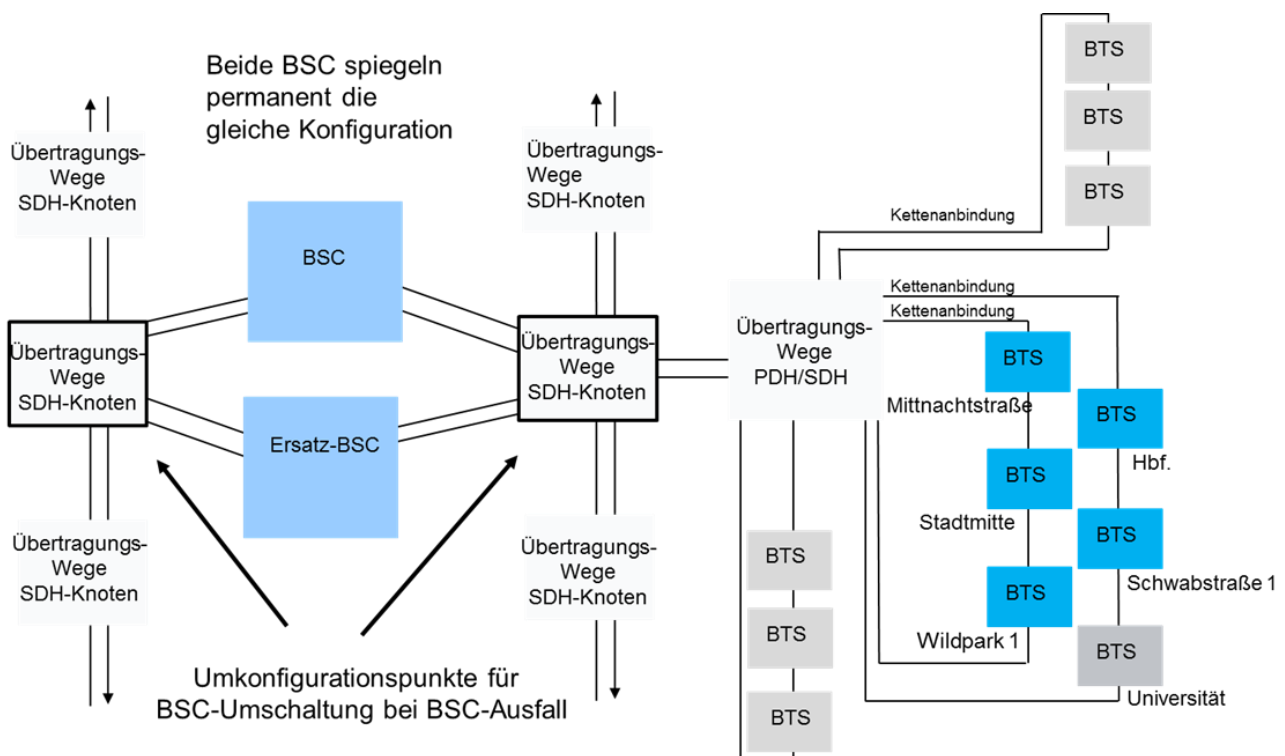 Beide BSC spiegeln
permanent die
gleiche Konfiguration
Übertragungs-
Wege
SDH-Knoten
Übertragungs-
Wege
SDH-Knoten
BSC
Übertragungs-
Wege
SDH-Knoten
Übertragungs-
Wege
SDH-Knoten
Ersatz-BSC
Übertragungs-
Wege
SDH-Knoten
Übertragungs-
Wege
SDH-Knoten
Umkonfigurationspunkte für
BSC-Umschaltung bei BSC-Ausfall
BTS
BTS
BTS
Kettenanbindung
Kettenanbindung
Kettenanbindung
Übertragungs-
Wege
PDH/SDH
BTS
Mittnachtstraße
BTS
Hbf.
BTS
Stadtmitte
BTS
Schwabstraße 1
BTS
Wildpark 1
BTS
Universität
BTS
BTS
BTS